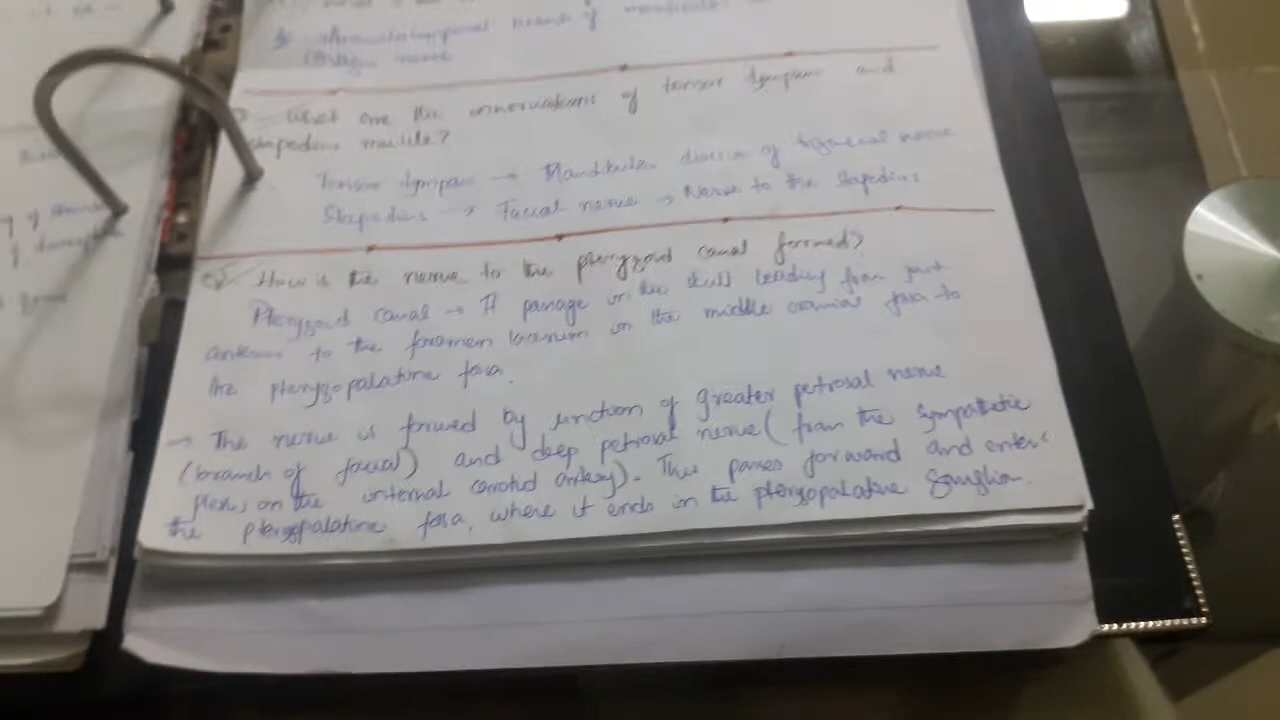 nerve of
nerve
What are the innervations of tensor tympani and
stapedius muscle?
Tensor tympani → Mandibular division of trigeminal nerve
Stapedius → Facial nerve → Nerve to the stapedius
How is the nerve to the pterygoid canal formed?
Pterygoid canal → A passage in the skull leading from just
anterior to the foramen lacerum in the middle cranial fossa to
the pterygopalatine fossa.
→ The nerve is formed by junction of greater petrosal nerve
(branch of facial) and deep petrosal nerve (from the sympathetic
plexus on the internal carotid artery). This passes forward and enters
the pterygopalatine fossa, where it ends in the pterygopalatine ganglion.